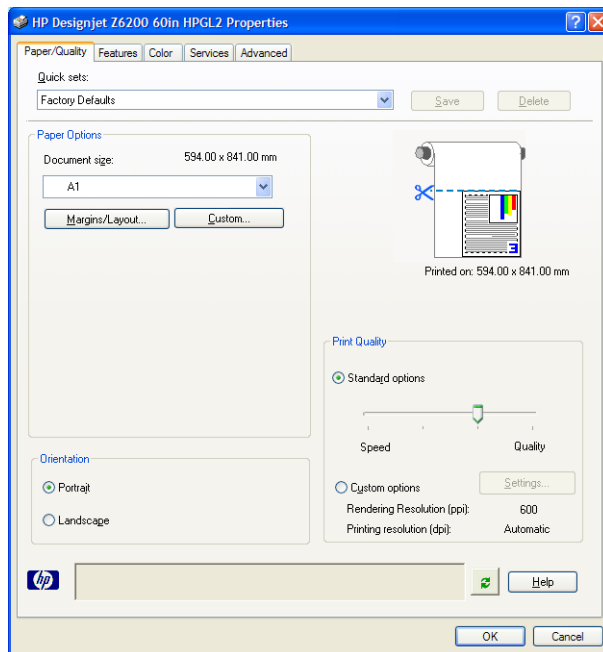 HP Designjet Z6200 60in HPGL2 Properties
Paper/Quality Features Color Services Advanced
Quick sets:
Factory Defaults Save Delete
Paper Options
Document size: 594.00 x 841.00 mm
A1
Margins/Layout... Custom...
3
Printed on: 594.00 x 841.00 mm
Print Quality
Standard options
Speed Quality
Orientation
Portrait
Custom options Settings...
Rendering Resolution (ppi): 600
Landscape
Printing resolution (dpi): Automatic
hp Help
OK Cancel